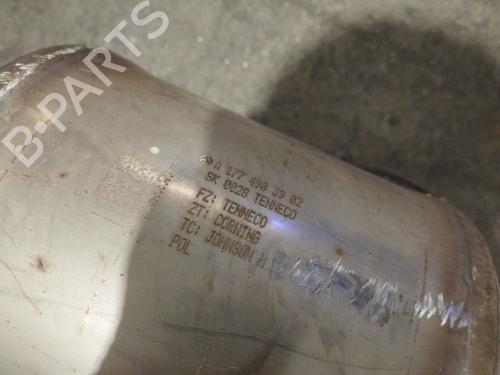 A 177 490 39 02
SK 0028 TENNECO
FZ: TENNECO
ZT: CORNING
TC: JOHNSON M
POL
B-PARTS